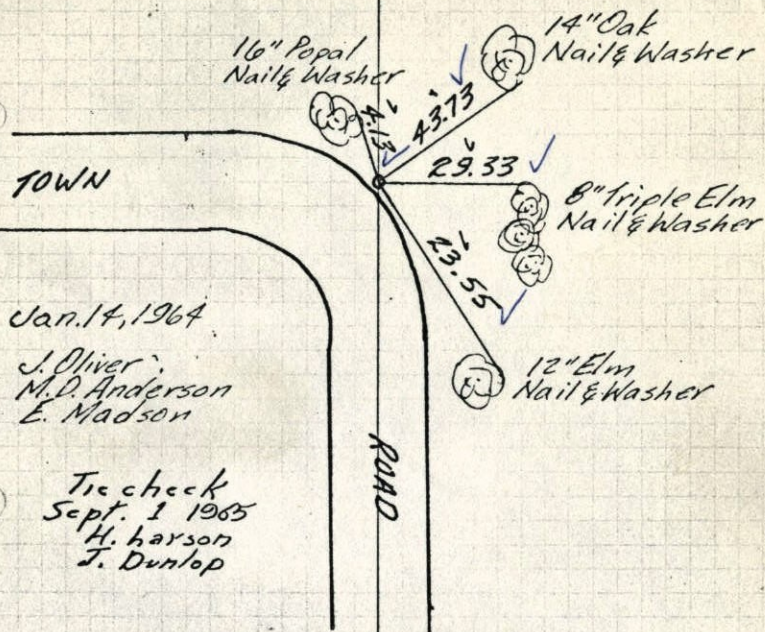 14" Oak
Nail & Washer
16" Popal
Nail & Washer
4.13
43.73
29.33
TOWN
8" Triple Elm
Nail & Washer
23.55
Jan. 14, 1964
J. Oliver
M.D. Anderson
E. Madson
12" Elm
Nail & Washer
ROAD
Tie check
Sept. 1 1965
H. Larson
J. Dunlop